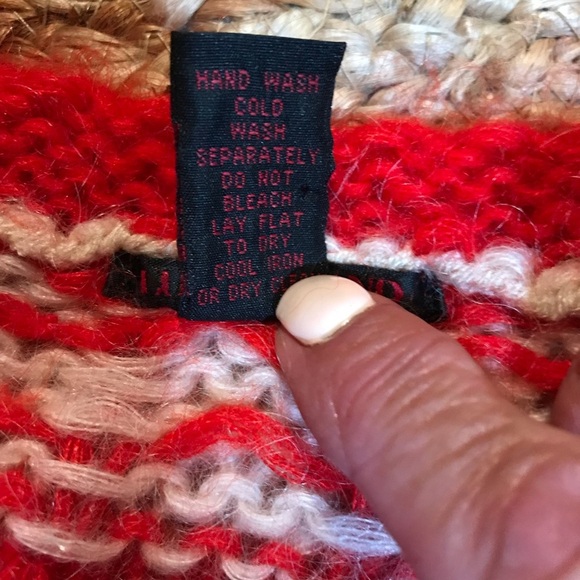 HAND WASH
COLD
WASH
SEPARATELY
DO NOT
BLEACH
LAY FLAT
TO DRY
COOL IRON
OR DRY